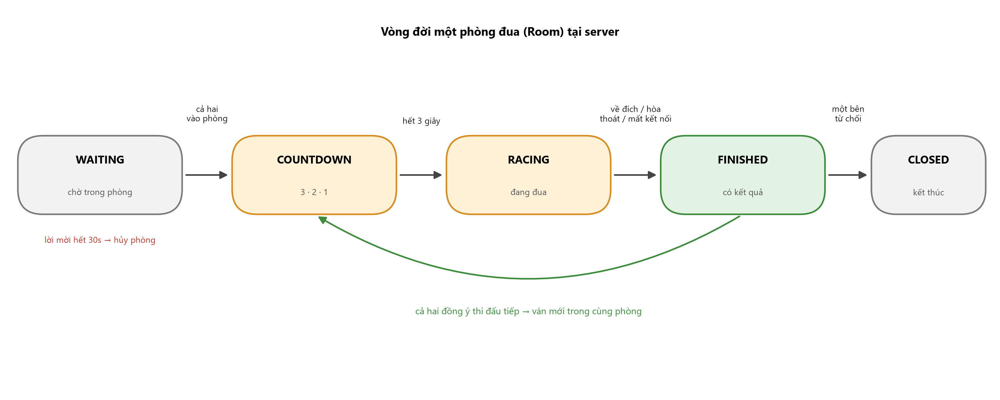 Vòng đời một phòng đua (Room) tại server
cả hai
vào phòng
hết 3 giây
về đích / hòa
thoát / mất kết nối
một bên
từ chối
WAITING
chờ trong phòng
COUNTDOWN
3 · 2 · 1
RACING
đang đua
FINISHED
có kết quả
CLOSED
kết thúc
lời mời hết 30s → hủy phòng
cả hai đồng ý thi đấu tiếp → ván mới trong cùng phòng